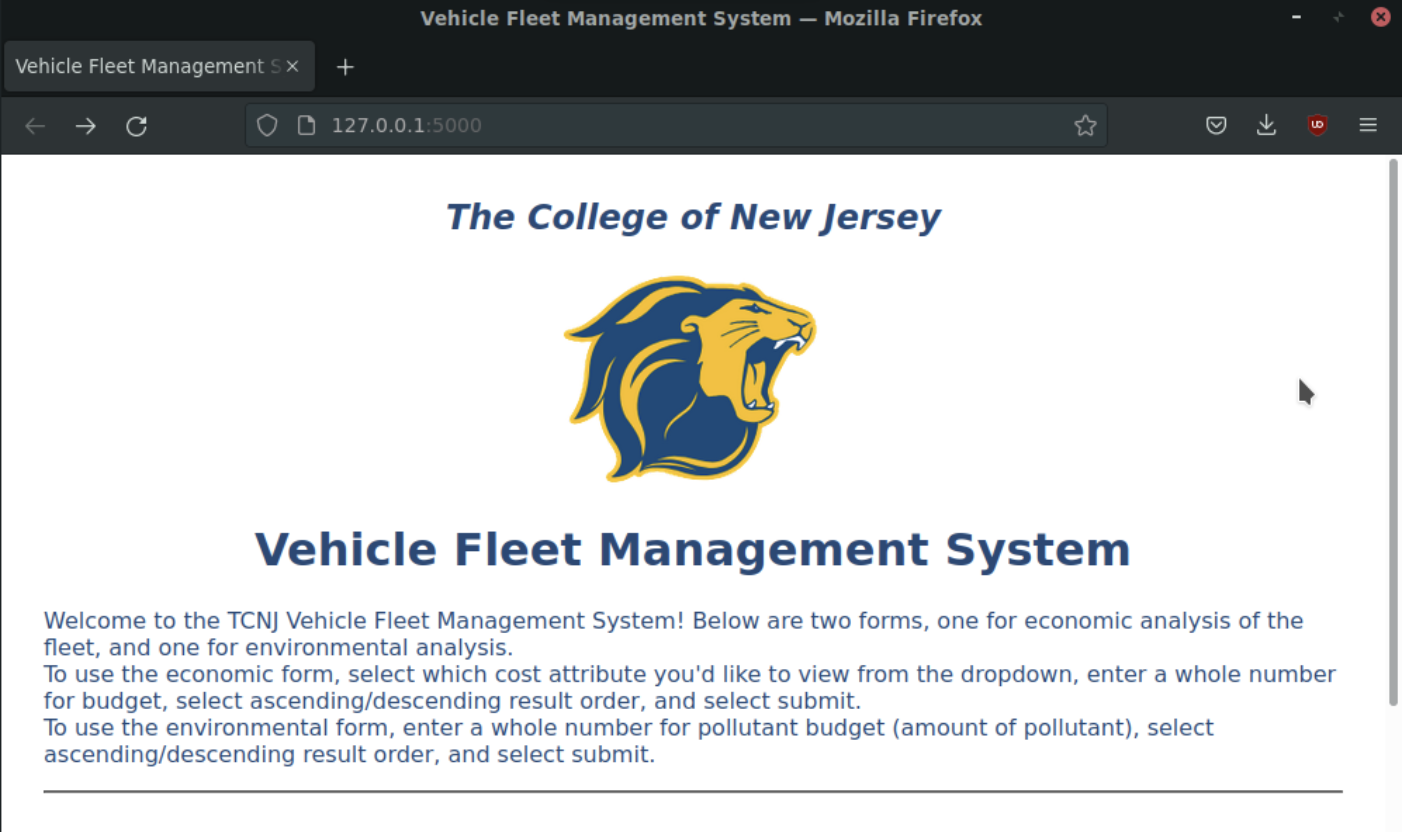 Vehicle Fleet Management System — Mozilla Firefox
Vehicle Fleet Management S
127.0.0.1:5000
The College of New Jersey
Vehicle Fleet Management System
Welcome to the TCNJ Vehicle Fleet Management System! Below are two forms, one for economic analysis of the
fleet, and one for environmental analysis.
To use the economic form, select which cost attribute you'd like to view from the dropdown, enter a whole number
for budget, select ascending/descending result order, and select submit.
To use the environmental form, enter a whole number for pollutant budget (amount of pollutant), select
ascending/descending result order, and select submit.